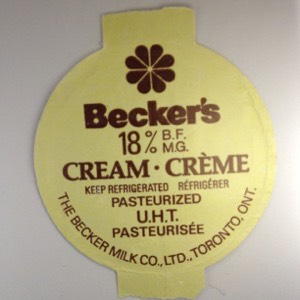 Becker's
18% B.F.
M.G.
CREAM · CRÈME
KEEP REFRIGERATED RÉFRIGÉRER
PASTEURIZED
U.H.T.
PASTEURISÉE
THE BECKER MILK CO., LTD., TORONTO, ONT.